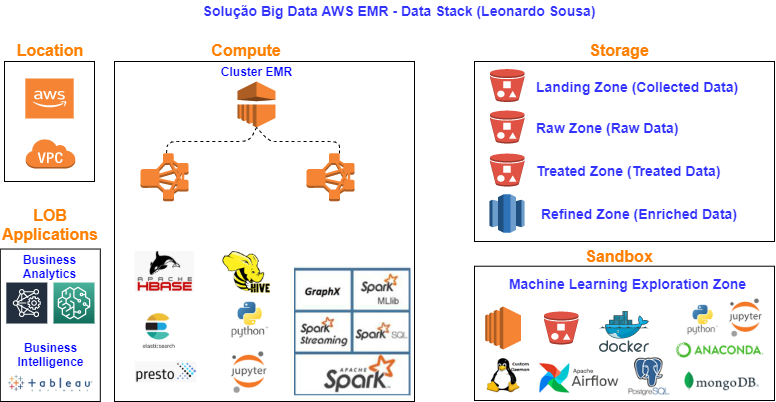 Solução Big Data AWS EMR - Data Stack (Leonardo Sousa)
Location
Compute
Storage
aws
VPC
Cluster EMR
Landing Zone (Collected Data)
Raw Zone (Raw Data)
Treated Zone (Treated Data)
Refined Zone (Enriched Data)
LOB
Applications
Business
Analytics
Business
Intelligence
tableau
SOFTWARE
APACHE
HBASE
HIVE
elasticsearch
python
presto
jupyter
GraphX
Spark
MLlib
Spark
Streaming
Spark SQL
APACHE
Spark
Sandbox
Machine Learning Exploration Zone
docker
python
jupyter
ANACONDA
Custom
Daemon
Apache
Airflow
PostgreSQL
mongoDB